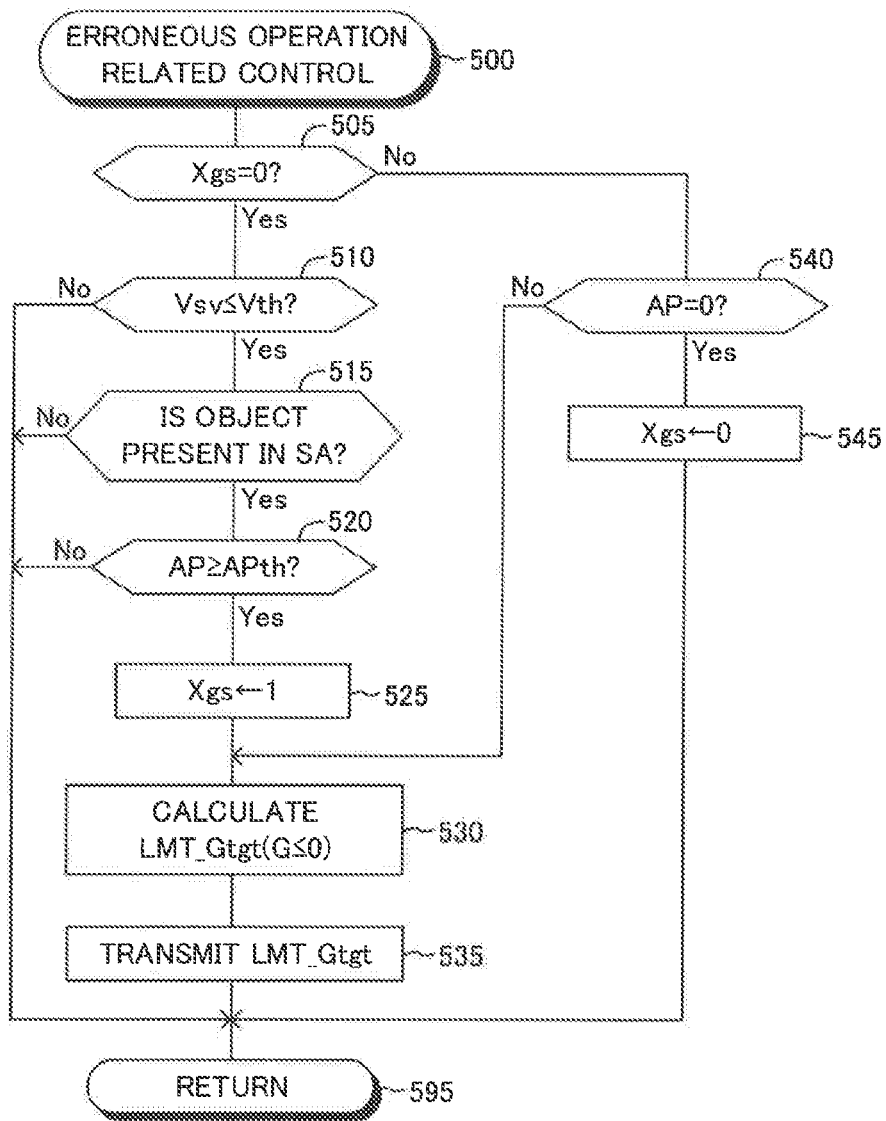 ERRONEOUS OPERATION
RELATED CONTROL
500
505
Xgs=0?
No
Yes
510
No
Vsv≤Vth?
Yes
540
No
AP=0?
Yes
515
No
IS OBJECT
PRESENT IN SA?
Yes
Xgs←0
545
520
No
AP≥APth?
Yes
Xgs←1
525
CALCULATE
LMT_Gtgt(G≤0)
530
TRANSMIT LMT_Gtgt
535
RETURN
595